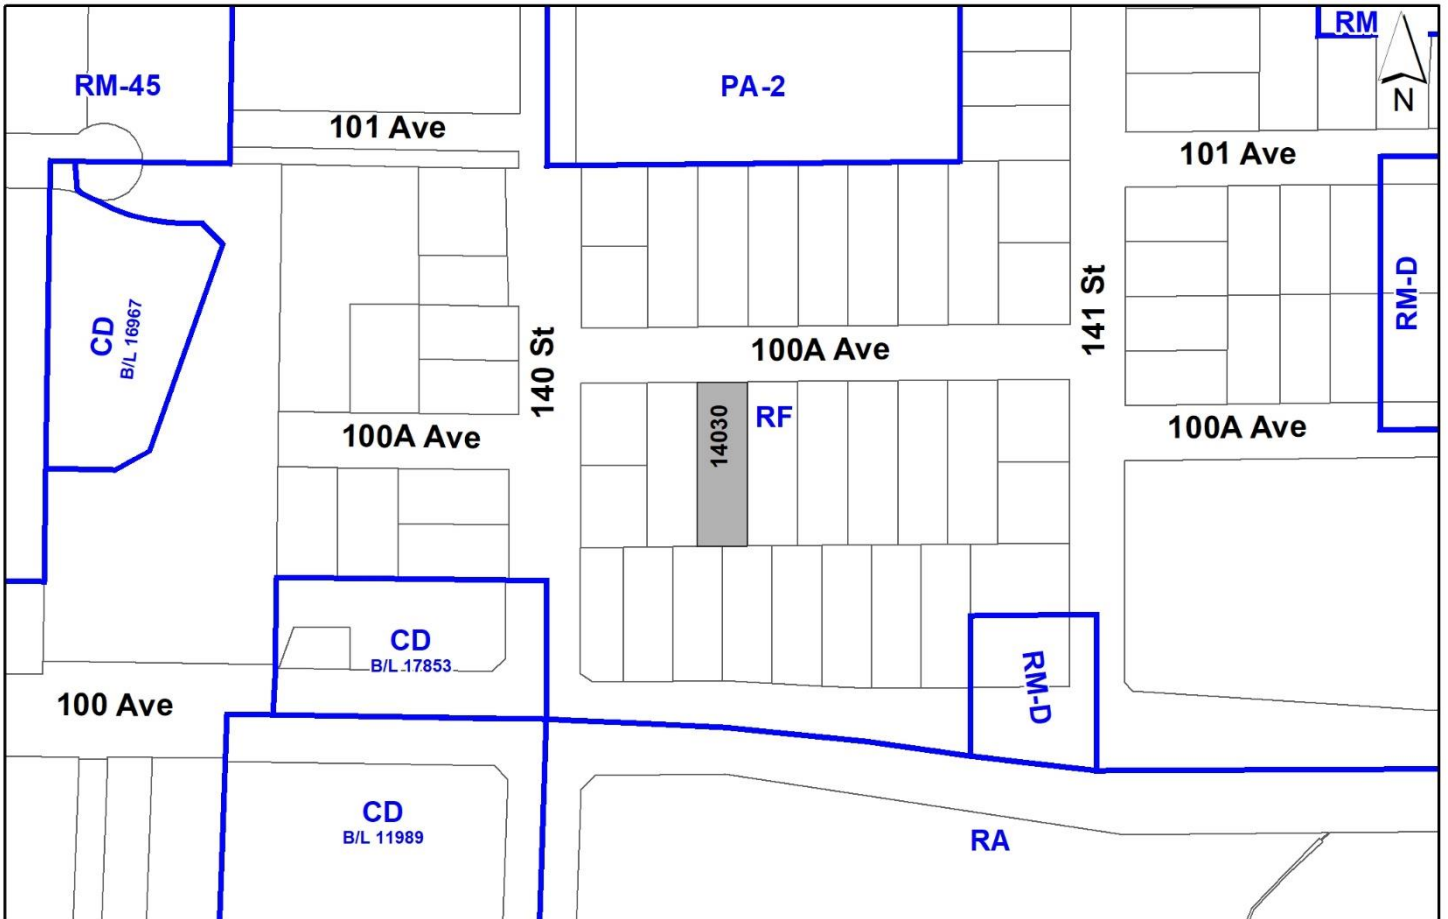 RM
RM-45
PA-2
N
101 Ave
101 Ave
CD
B/L 16967
140 St
141 St
RM-D
100A Ave
14030
RF
100A Ave
100A Ave
CD
B/L 17853
RM-D
100 Ave
CD
B/L 11989
RA